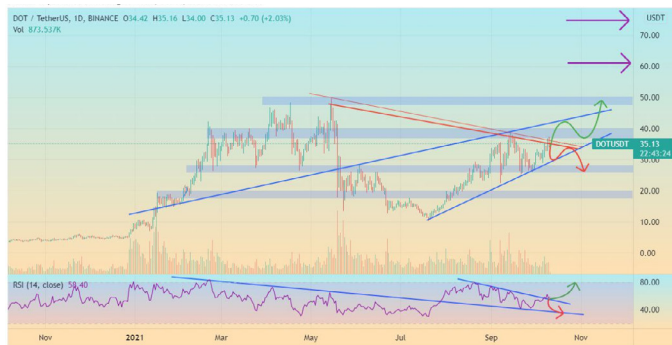 DOT / TetherUS, 1D, BINANCE O34.42 H35.16 L34.00 C35.13 +0.70 (+2.03%)
Vol 873.537K
USDT
70.00
60.00
50.00
40.00
DOTUSDT 35.13
22:43:24
30.00
20.00
10.00
0.00
RSI (14, close)
80.00
40.00
Nov 2021 Mar May Jul Sep Nov